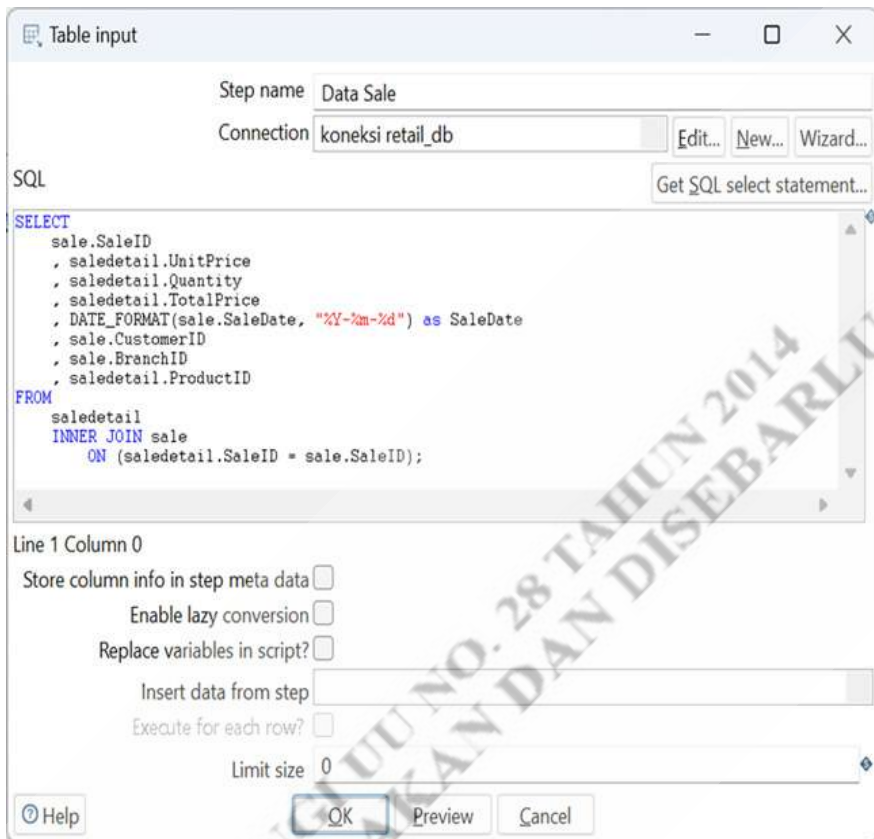 Table input
Step name Data Sale
Connection koneksi retail_db Edit... New... Wizard...
SQL
Get SQL select statement...
SELECT
sale.SaleID
, saledetail.UnitPrice
, saledetail.Quantity
, saledetail.TotalPrice
, DATE_FORMAT(sale.SaleDate, "%Y-%m-%d") as SaleDate
, sale.CustomerID
, sale.BranchID
, saledetail.ProductID
FROM
saledetail
INNER JOIN sale
ON (saledetail.SaleID = sale.SaleID);
Line 1 Column 0
Store column info in step meta data
Enable lazy conversion
Replace variables in script?
Insert data from step
Execute for each row?
Limit size 0
Help OK Preview Cancel
UU NO. 28 TAHUN 2014
DAN